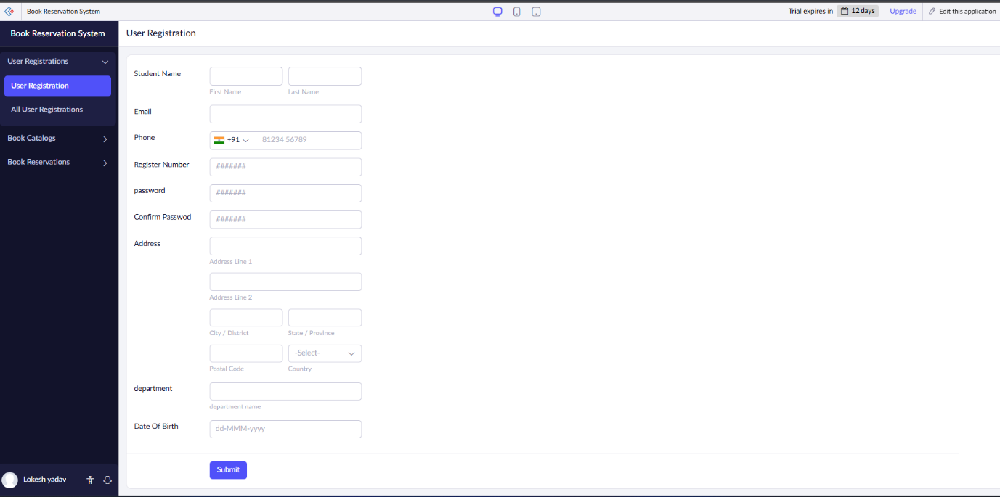 Book Reservation System
Trial expires in 12 days Upgrade Edit this application
Book Reservation System
User Registrations
User Registration
All User Registrations
Book Catalogs
Book Reservations
Lokesh yadav
User Registration
Student Name
First Name Last Name
Email
Phone +91 81234 56789
Register Number #######
password #######
Confirm Passwod #######
Address
Address Line 1
Address Line 2
City / District State / Province
-Select-
Postal Code Country
department
department name
Date Of Birth dd-MMM-yyyy
Submit